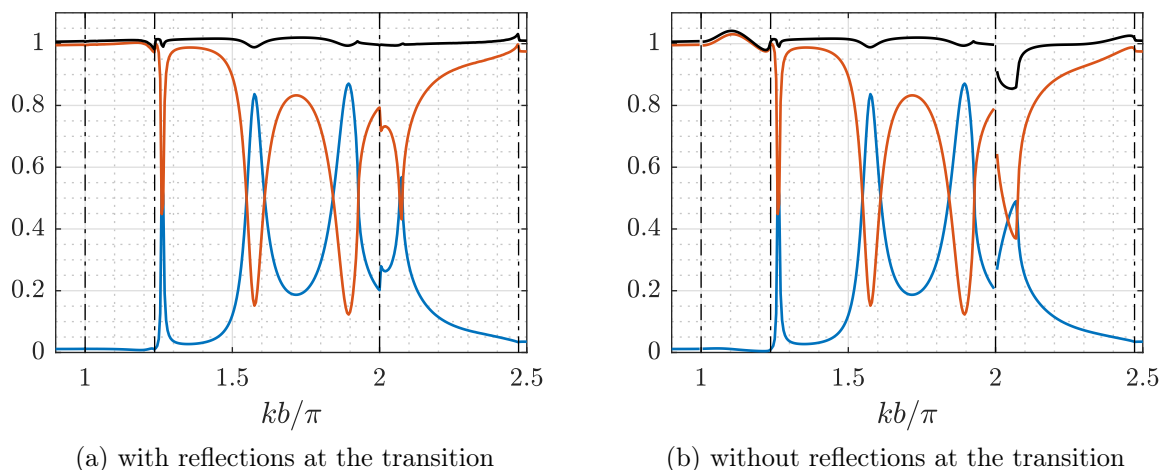 1
0.8
0.6
0.4
0.2
0
1 1.5 2 2.5
kb/π
(a) with reflections at the transition
1
0.8
0.6
0.4
0.2
0
1 1.5 2 2.5
kb/π
(b) without reflections at the transition